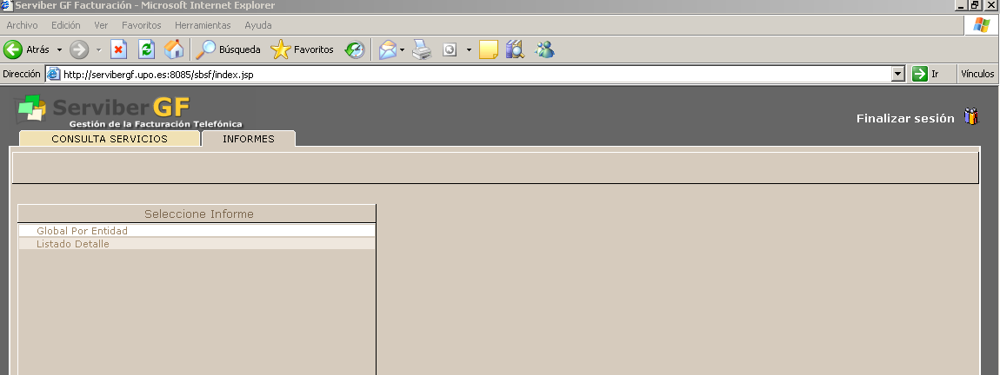 Serviber GF Facturación - Microsoft Internet Explorer
Archivo Edición Ver Favoritos Herramientas Ayuda
Atrás Búsqueda Favoritos
Dirección http://servibergf.upo.es:8085/sbsf/index.jsp Ir Vínculos
Serviber GF
Gestión de la Facturación Telefónica
Finalizar sesión
CONSULTA SERVICIOS INFORMES
Seleccione Informe
Global Por Entidad
Listado Detalle